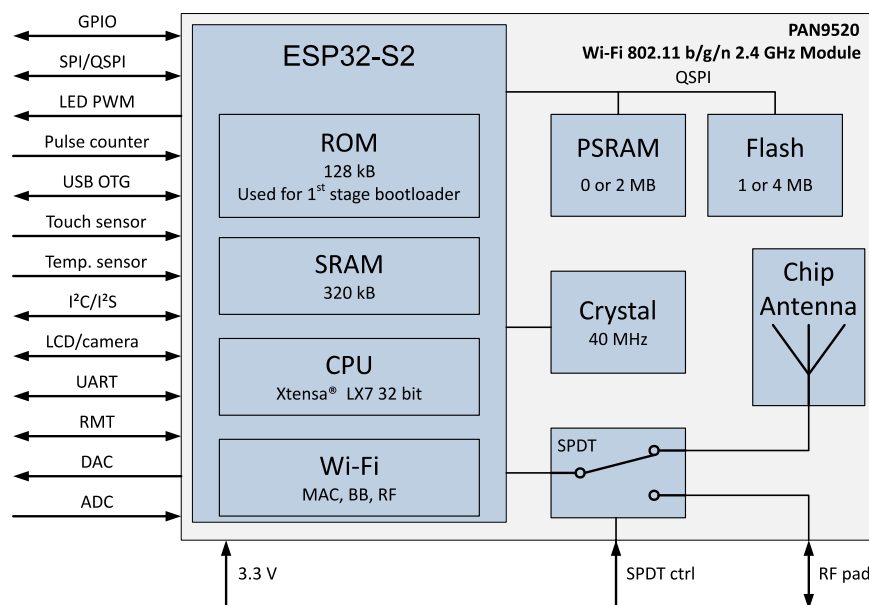 GPIO
SPI/QSPI
LED PWM
Pulse counter
USB OTG
Touch sensor
Temp. sensor
I²C/I²S
LCD/camera
UART
RMT
DAC
ADC
ESP32-S2
ROM
128 kB
Used for 1st stage bootloader
SRAM
320 kB
CPU
Xtensa® LX7 32 bit
Wi-Fi
MAC, BB, RF
PAN9520
Wi-Fi 802.11 b/g/n 2.4 GHz Module
QSPI
PSRAM
0 or 2 MB
Flash
1 or 4 MB
Crystal
40 MHz
Chip
Antenna
SPDT
3.3 V
SPDT ctrl
RF pad